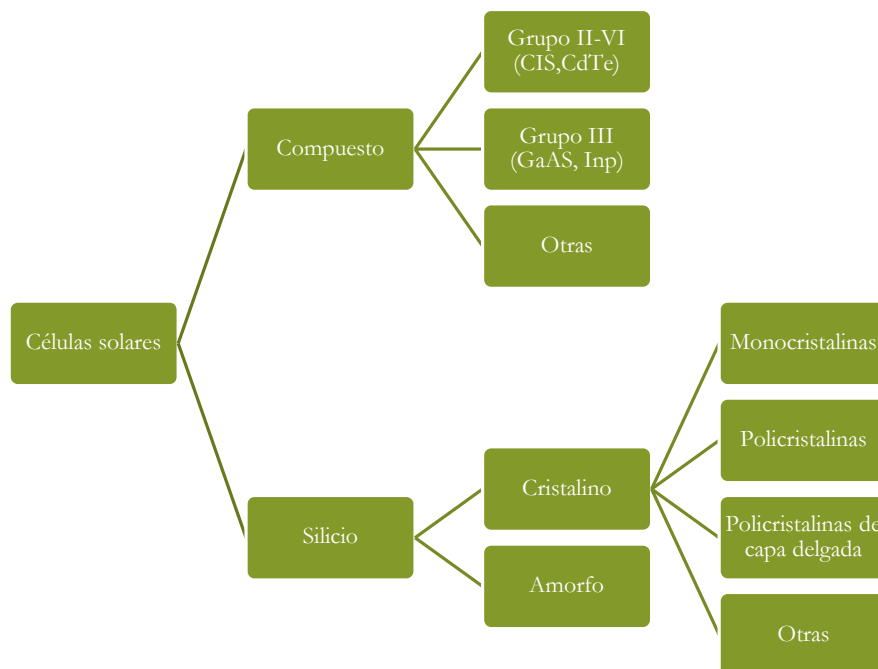 Grupo II-VI
(CIS,CdTe)
Compuesto
Grupo III
(GaAS, Inp)
Otras
Células solares
Monocristalinas
Policristalinas
Cristalino
Silicio
Policristalinas de
capa delgada
Amorfo
Otras